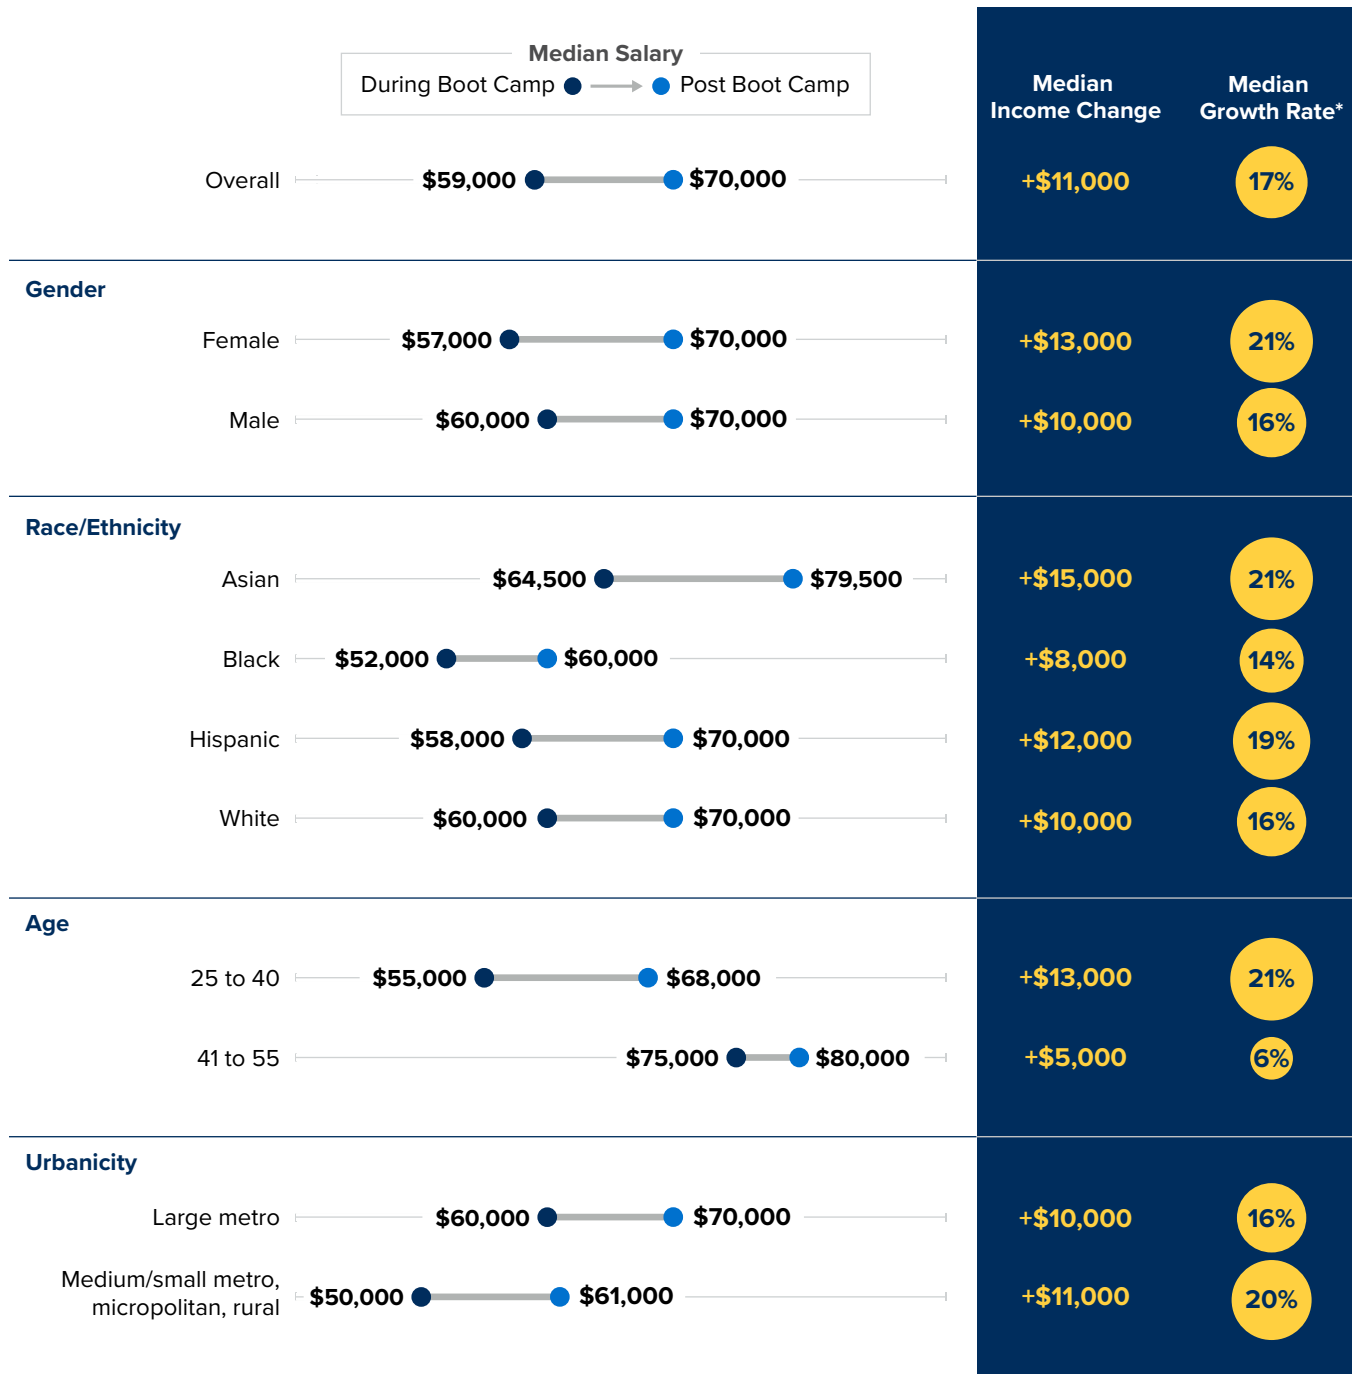 Median Salary
During Boot Camp Post Boot Camp
Median Income Change
Median Growth Rate*
Overall $59,000 $70,000 +$11,000 17%
Gender
Female $57,000 $70,000 +$13,000 21%
Male $60,000 $70,000 +$10,000 16%
Race/Ethnicity
Asian $64,500 $79,500 +$15,000 21%
Black $52,000 $60,000 +$8,000 14%
Hispanic $58,000 $70,000 +$12,000 19%
White $60,000 $70,000 +$10,000 16%
Age
25 to 40 $55,000 $68,000 +$13,000 21%
41 to 55 $75,000 $80,000 +$5,000 6%
Urbanicity
Large metro $60,000 $70,000 +$10,000 16%
Medium/small metro,
micropolitan, rural $50,000 $61,000 +$11,000 20%